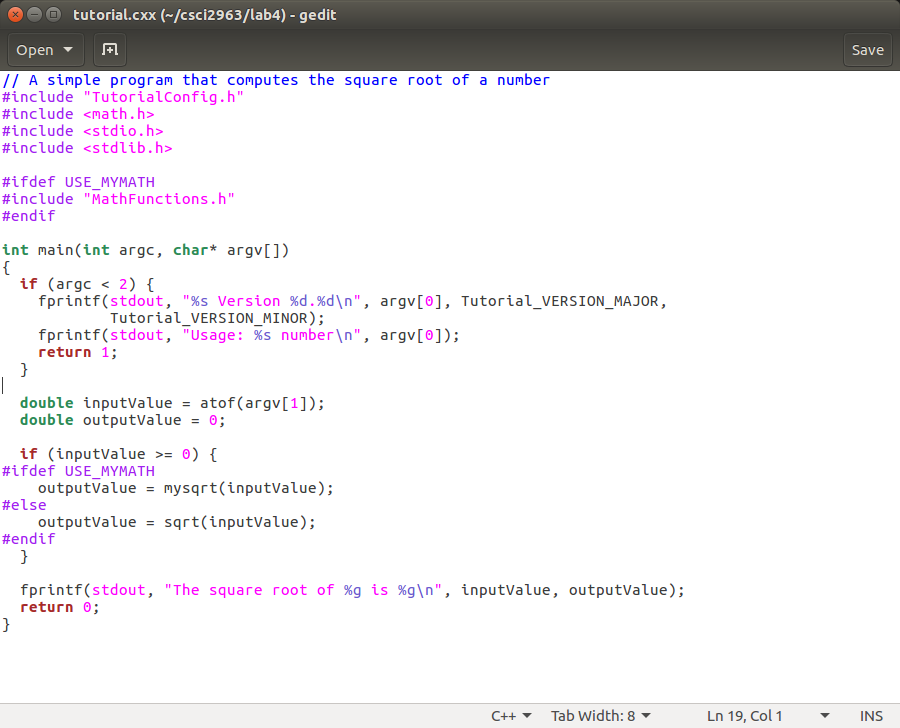 tutorial.cxx (~/csci2963/lab4) - gedit
Open Save
// A simple program that computes the square root of a number
#include "TutorialConfig.h"
#include <math.h>
#include <stdio.h>
#include <stdlib.h>

#ifdef USE_MYMATH
#include "MathFunctions.h"
#endif

int main(int argc, char* argv[])
{
  if (argc < 2) {
    fprintf(stdout, "%s Version %d.%d\n", argv[0], Tutorial_VERSION_MAJOR,
            Tutorial_VERSION_MINOR);
    fprintf(stdout, "Usage: %s number\n", argv[0]);
    return 1;
  }

  double inputValue = atof(argv[1]);
  double outputValue = 0;

  if (inputValue >= 0) {
#ifdef USE_MYMATH
    outputValue = mysqrt(inputValue);
#else
    outputValue = sqrt(inputValue);
#endif
  }

  fprintf(stdout, "The square root of %g is %g\n", inputValue, outputValue);
  return 0;
}
C++ Tab Width: 8 Ln 19, Col 1 INS